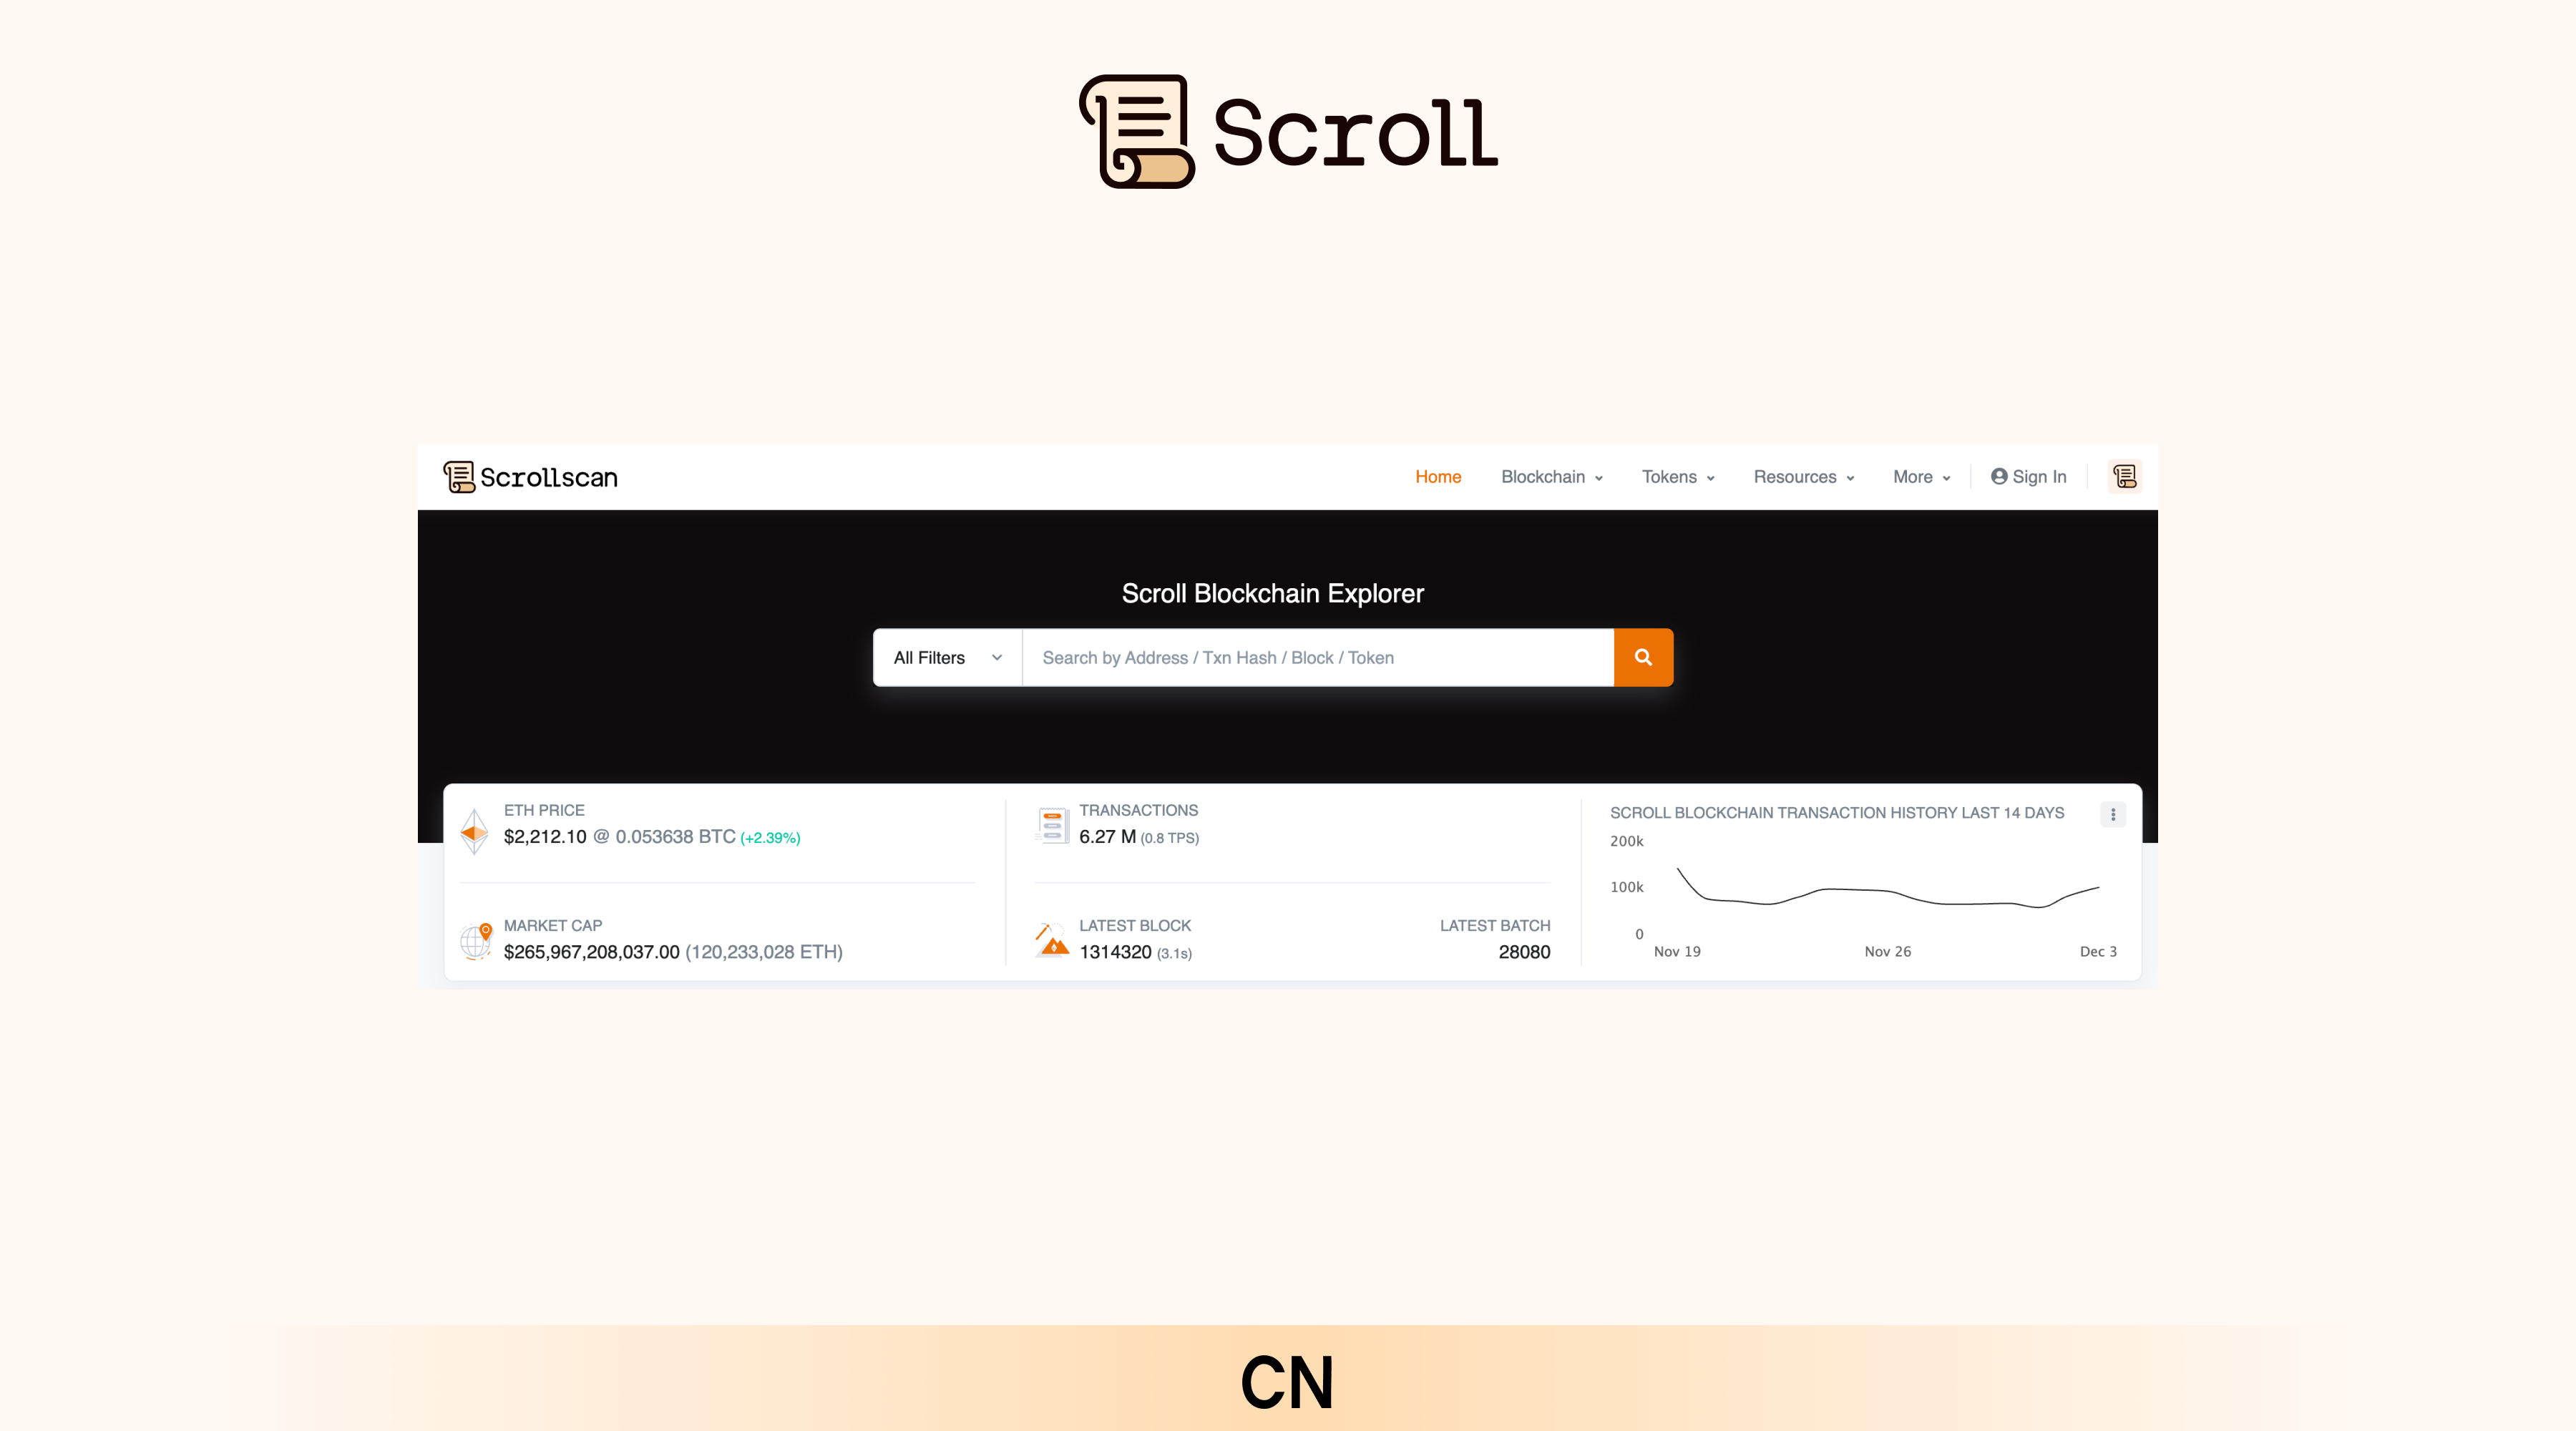 Scroll
Scrollscan
Home Blockchain Tokens Resources More Sign In
Scroll Blockchain Explorer
All Filters Search by Address / Txn Hash / Block / Token
ETH PRICE
$2,212.10 @ 0.053638 BTC (+2.39%)
MARKET CAP
$265,967,208,037.00 (120,233,028 ETH)
TRANSACTIONS
6.27 M (0.8 TPS)
LATEST BLOCK
1314320 (3.1s)
LATEST BATCH
28080
SCROLL BLOCKCHAIN TRANSACTION HISTORY LAST 14 DAYS
200k
100k
0
Nov 19 Nov 26 Dec 3
CN